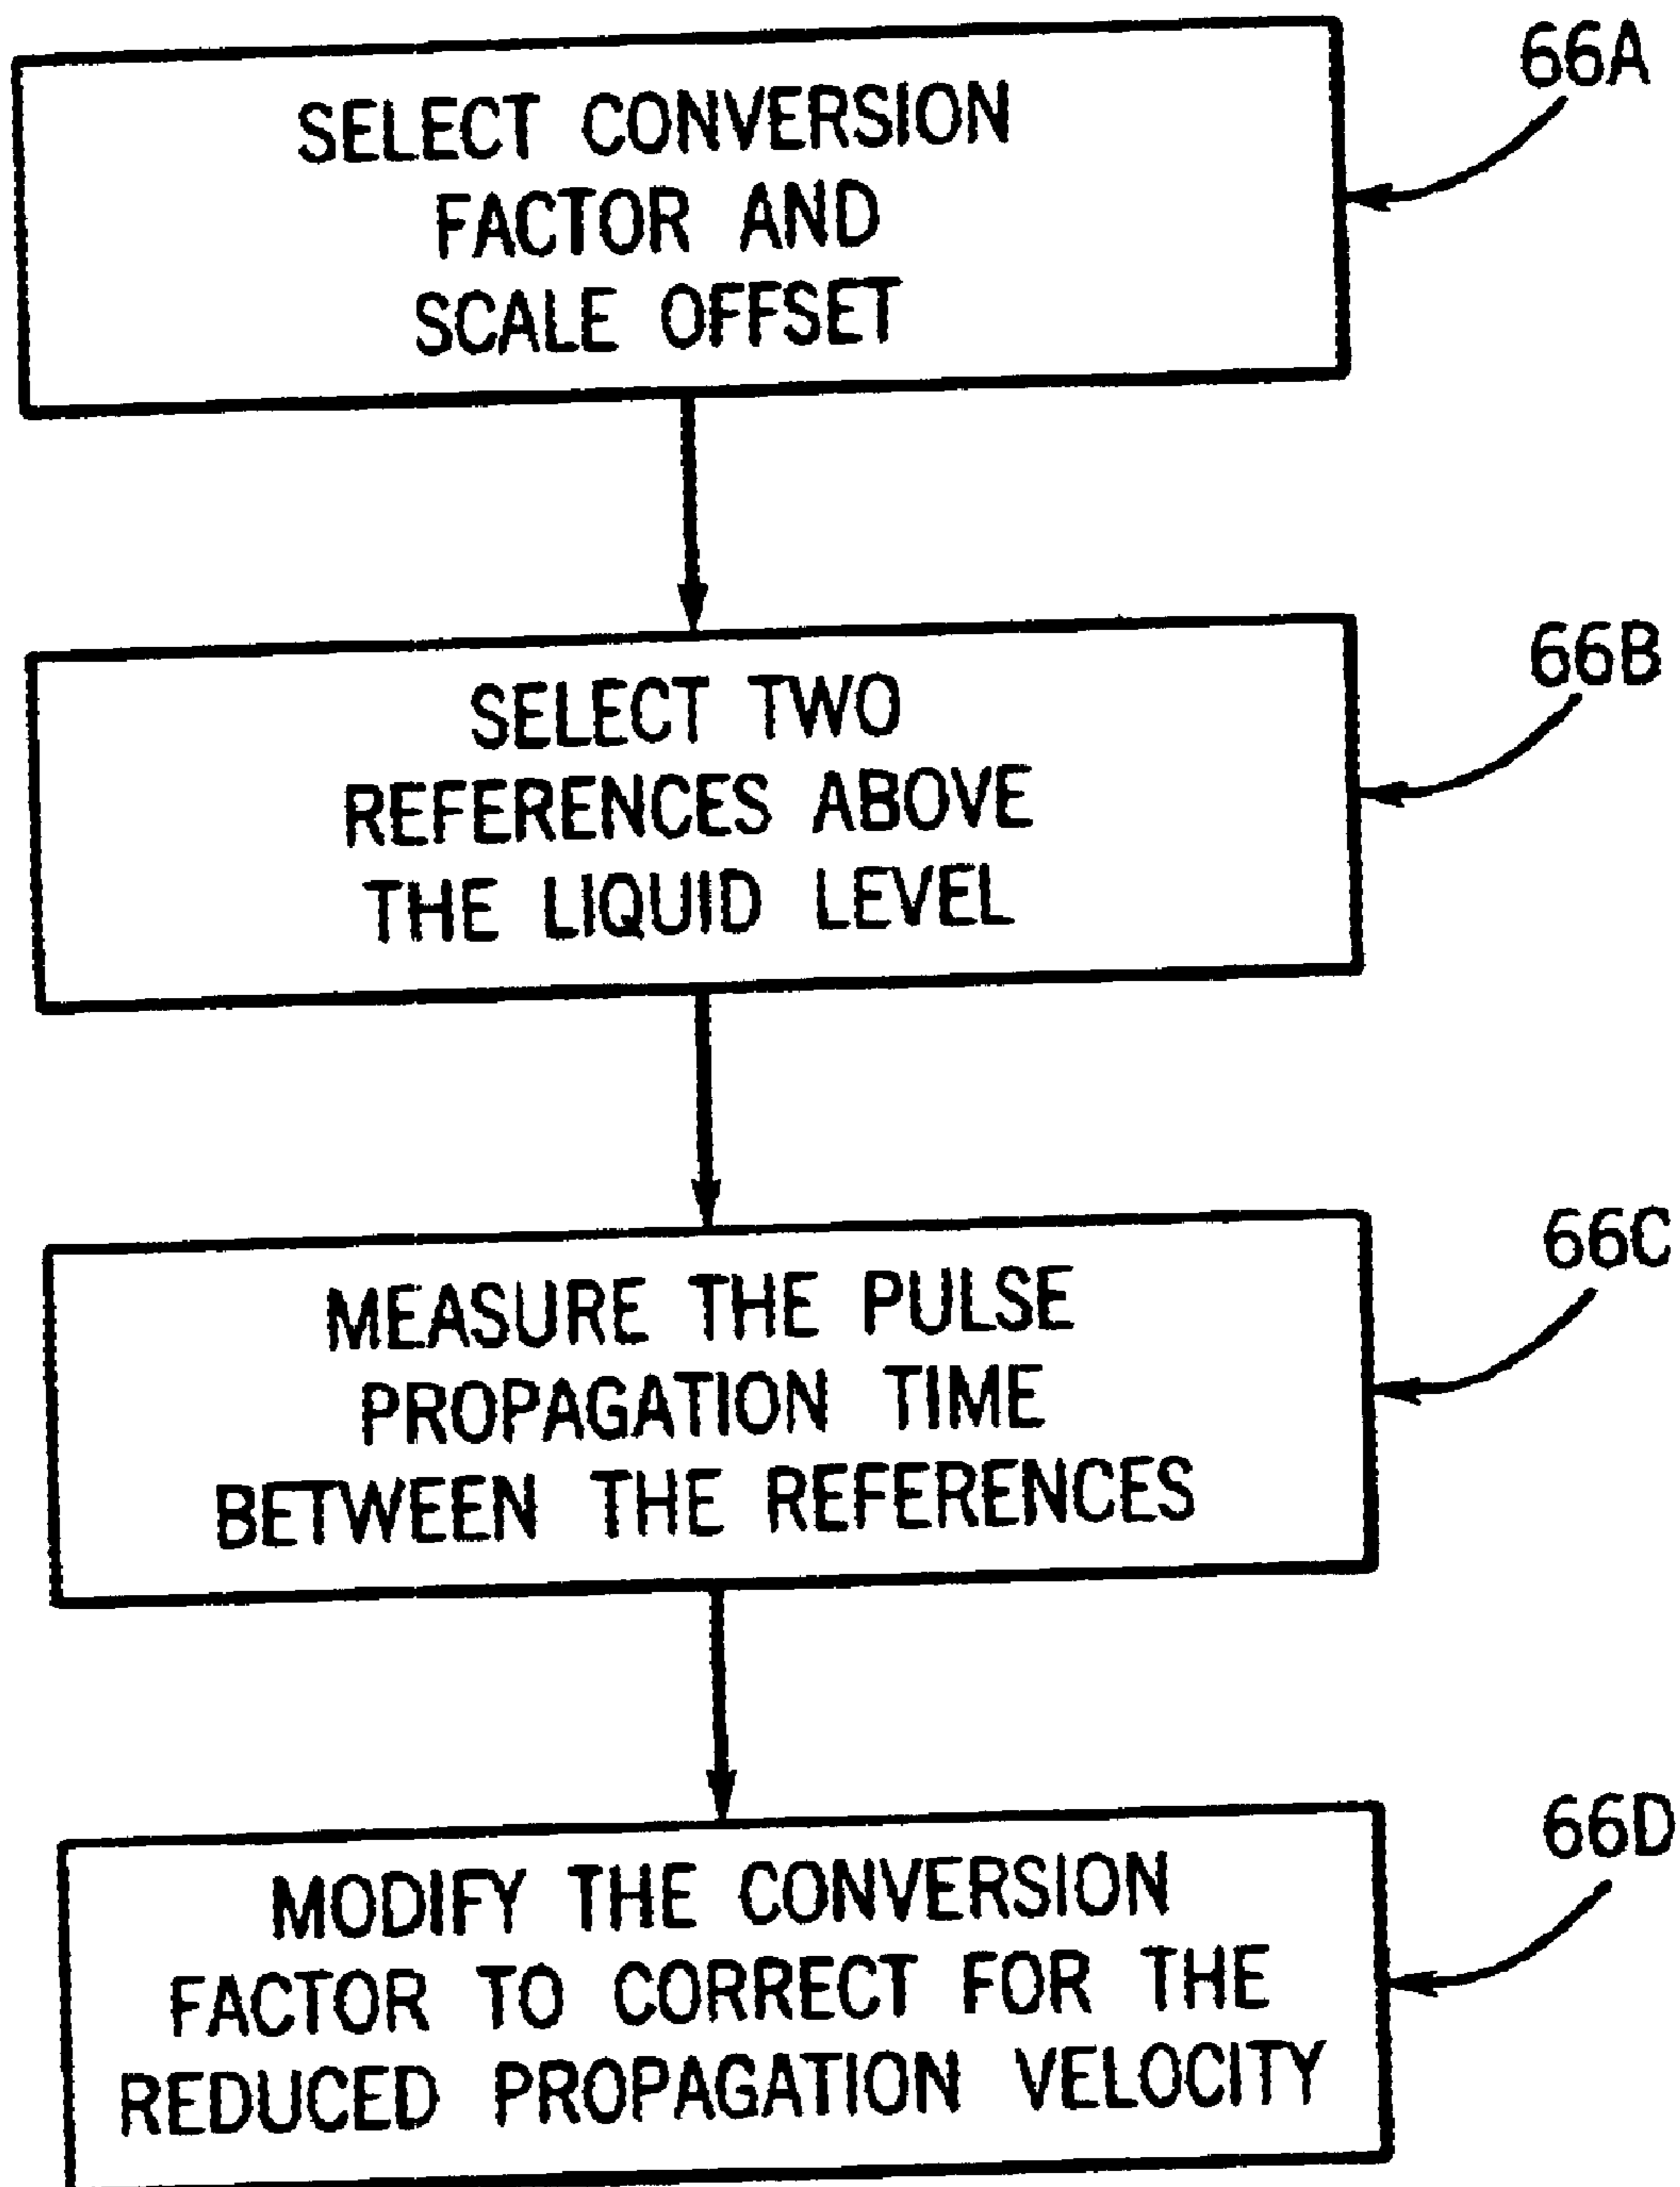 SELECT CONVERSION
FACTOR AND
SCALE OFFSET
66A
SELECT TWO
REFERENCES ABOVE
THE LIQUID LEVEL
66B
MEASURE THE PULSE
PROPAGATION TIME
BETWEEN THE REFERENCES
66C
MODIFY THE CONVERSION
FACTOR TO CORRECT FOR THE
REDUCED PROPAGATION VELOCITY
66D